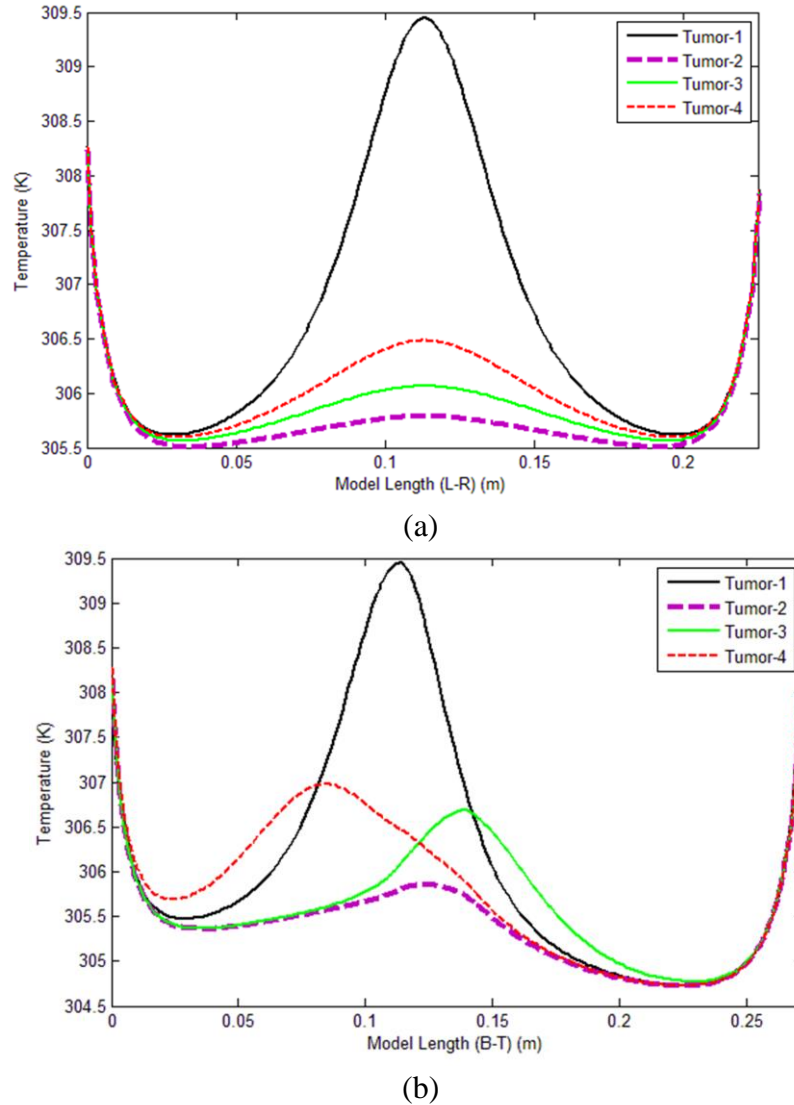 309.5
309
308.5
308
307.5
307
306.5
306
305.5
Temperature (K)
Tumor-1
Tumor-2
Tumor-3
Tumor-4
0 0.05 0.1 0.15 0.2
Model Length (L-R) (m)
(a)
309.5
309
308.5
308
307.5
307
306.5
306
305.5
305
304.5
Temperature (K)
Tumor-1
Tumor-2
Tumor-3
Tumor-4
0 0.05 0.1 0.15 0.2 0.25
Model Length (B-T) (m)
(b)